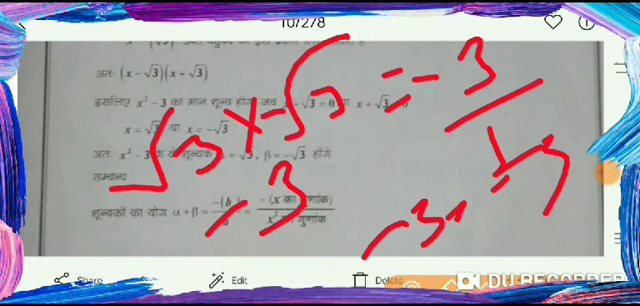 10/278
अतः (x − √3)(x + √3)
इसलिए x² − 3 का मान शून्य होगा जब x − √3 = 0 या x + √3 = 0
x = √3 या x = −√3
अतः x² − 3 के दो शून्यक α = √3, β = −√3 होंगे
सम्बन्ध
शून्यकों का योग α + β = −(b)/a = −(x का गुणांक)/x² का गुणांक
√3 × −√3 = −3
−3
−3
Share Edit Delete
DU RECORDER